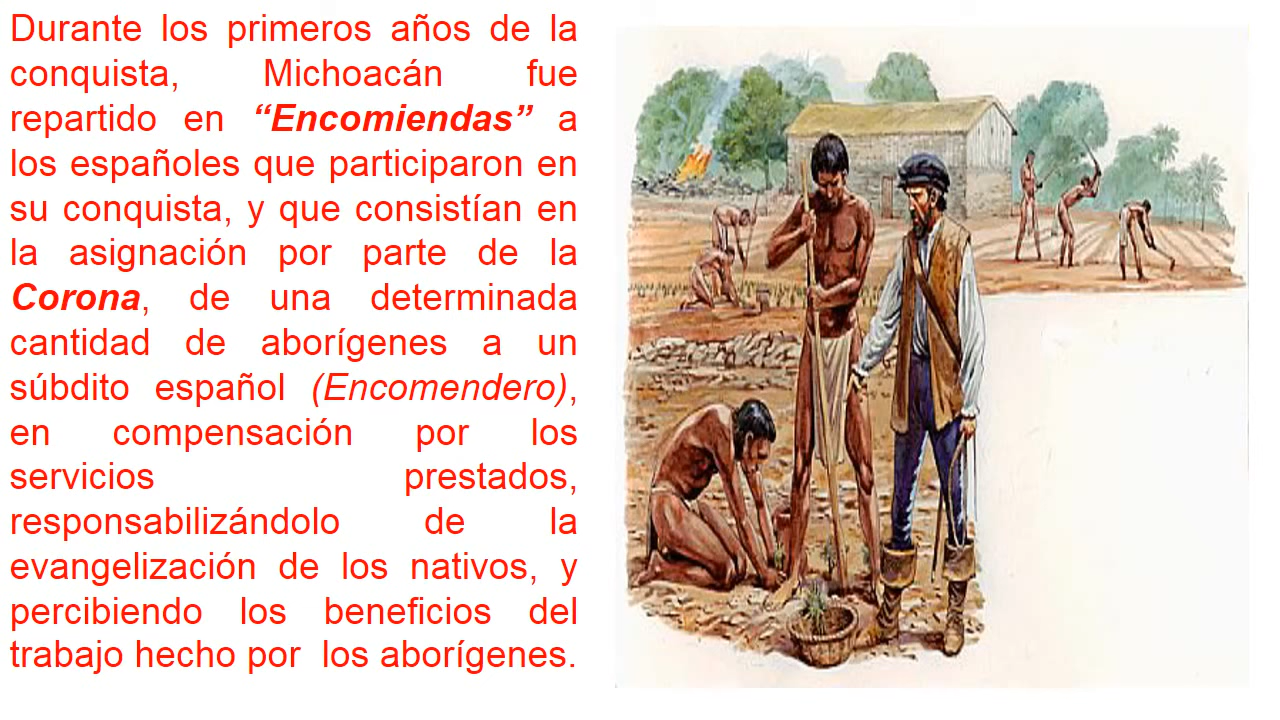 Durante los primeros años de la
conquista, Michoacán fue
repartido en “Encomiendas” a
los españoles que participaron en
su conquista, y que consistían en
la asignación por parte de la
Corona, de una determinada
cantidad de aborígenes a un
súbdito español (Encomendero),
en compensación por los
servicios prestados,
responsabilizándolo de la
evangelización de los nativos, y
percibiendo los beneficios del
trabajo hecho por los aborígenes.